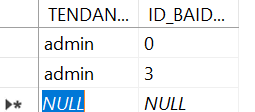 TENDAN... ID_BAID...
admin 0
admin 3
NULL NULL